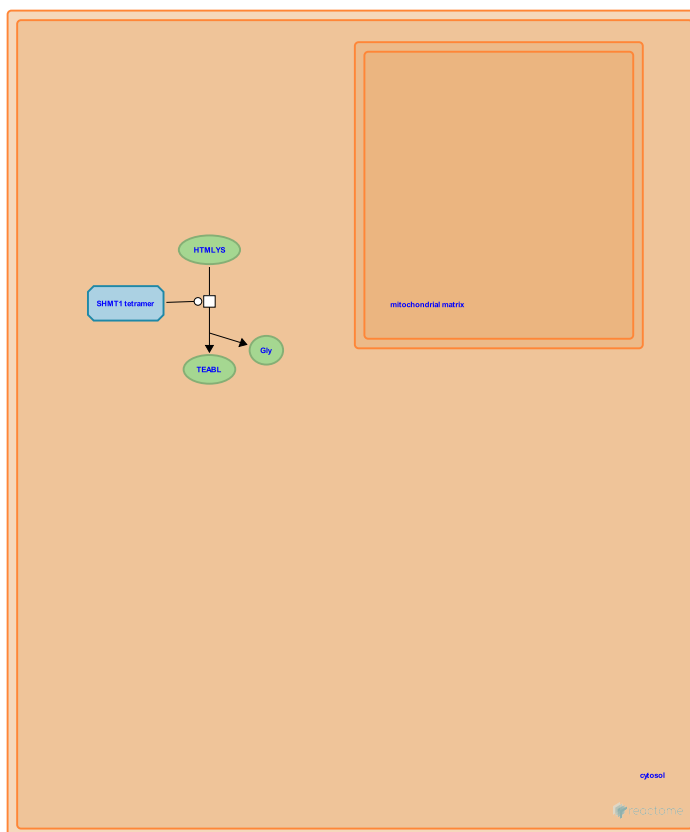 HTMLYS
SHMT1 tetramer
mitochondrial matrix
Gly
TEABL
cytosol
reactome